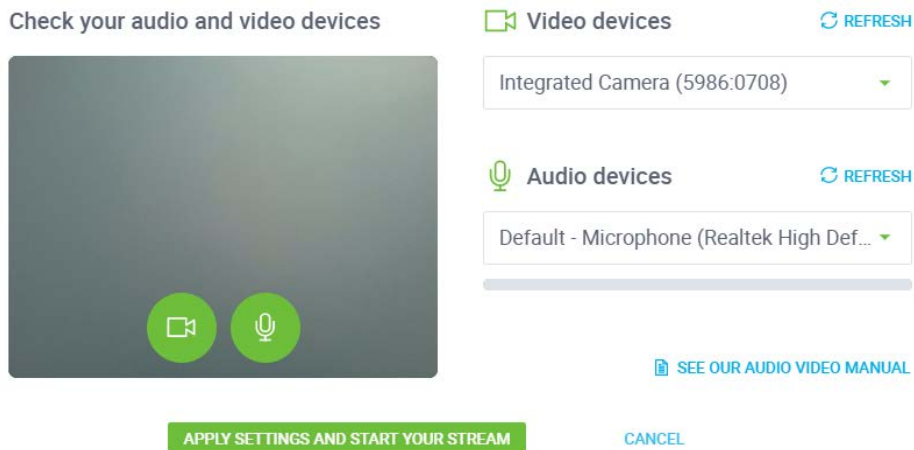 Check your audio and video devices
Video devices
REFRESH
Integrated Camera (5986:0708)
Audio devices
REFRESH
Default - Microphone (Realtek High Def...
SEE OUR AUDIO VIDEO MANUAL
APPLY SETTINGS AND START YOUR STREAM
CANCEL